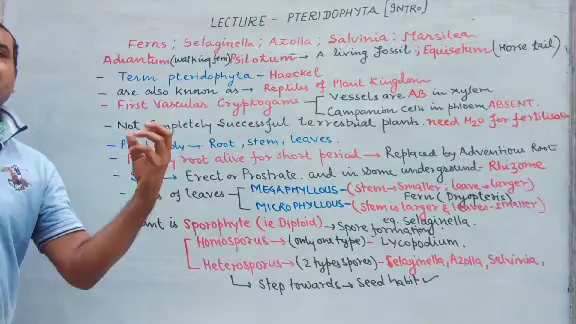 LECTURE - PTERIDOPHYTA [INTRO]
Ferns ; Selaginella ; Azolla ; Salvinia ; Marsilea
Adiantum (walking fern) Psilotum → A living fossil, Equisetum (Horse tail),
- Term pteridophyta - Haeckel
- are also known as → Reptiles of Plant Kingdom
- First Vascular Cryptogams → Vessels are AB in xylem
Companion cells in phloem ABSENT.
- Not completely successful terrestrial plants. need H2O for fertilisation
- body → Root, stem, leaves.
root alive for short period → Replaced by Adventious Root
Erect or Prostrate and in some underground - Rhizome
of leaves MEGAPHYLLOUS - (stem → smaller; leave → larger)
Fern (Dryopteris)
MICROPHYLLOUS - (stem is larger & leaves - smaller)
eg. Selaginella.
is Sporophyte (ie Diploid) → Spore formation
Homosporus → (only one type) - Lycopodium.
Heterosporus → (2 types spores) - Selaginella, Azolla, Salvinia,
Step towards → Seed habit ✓